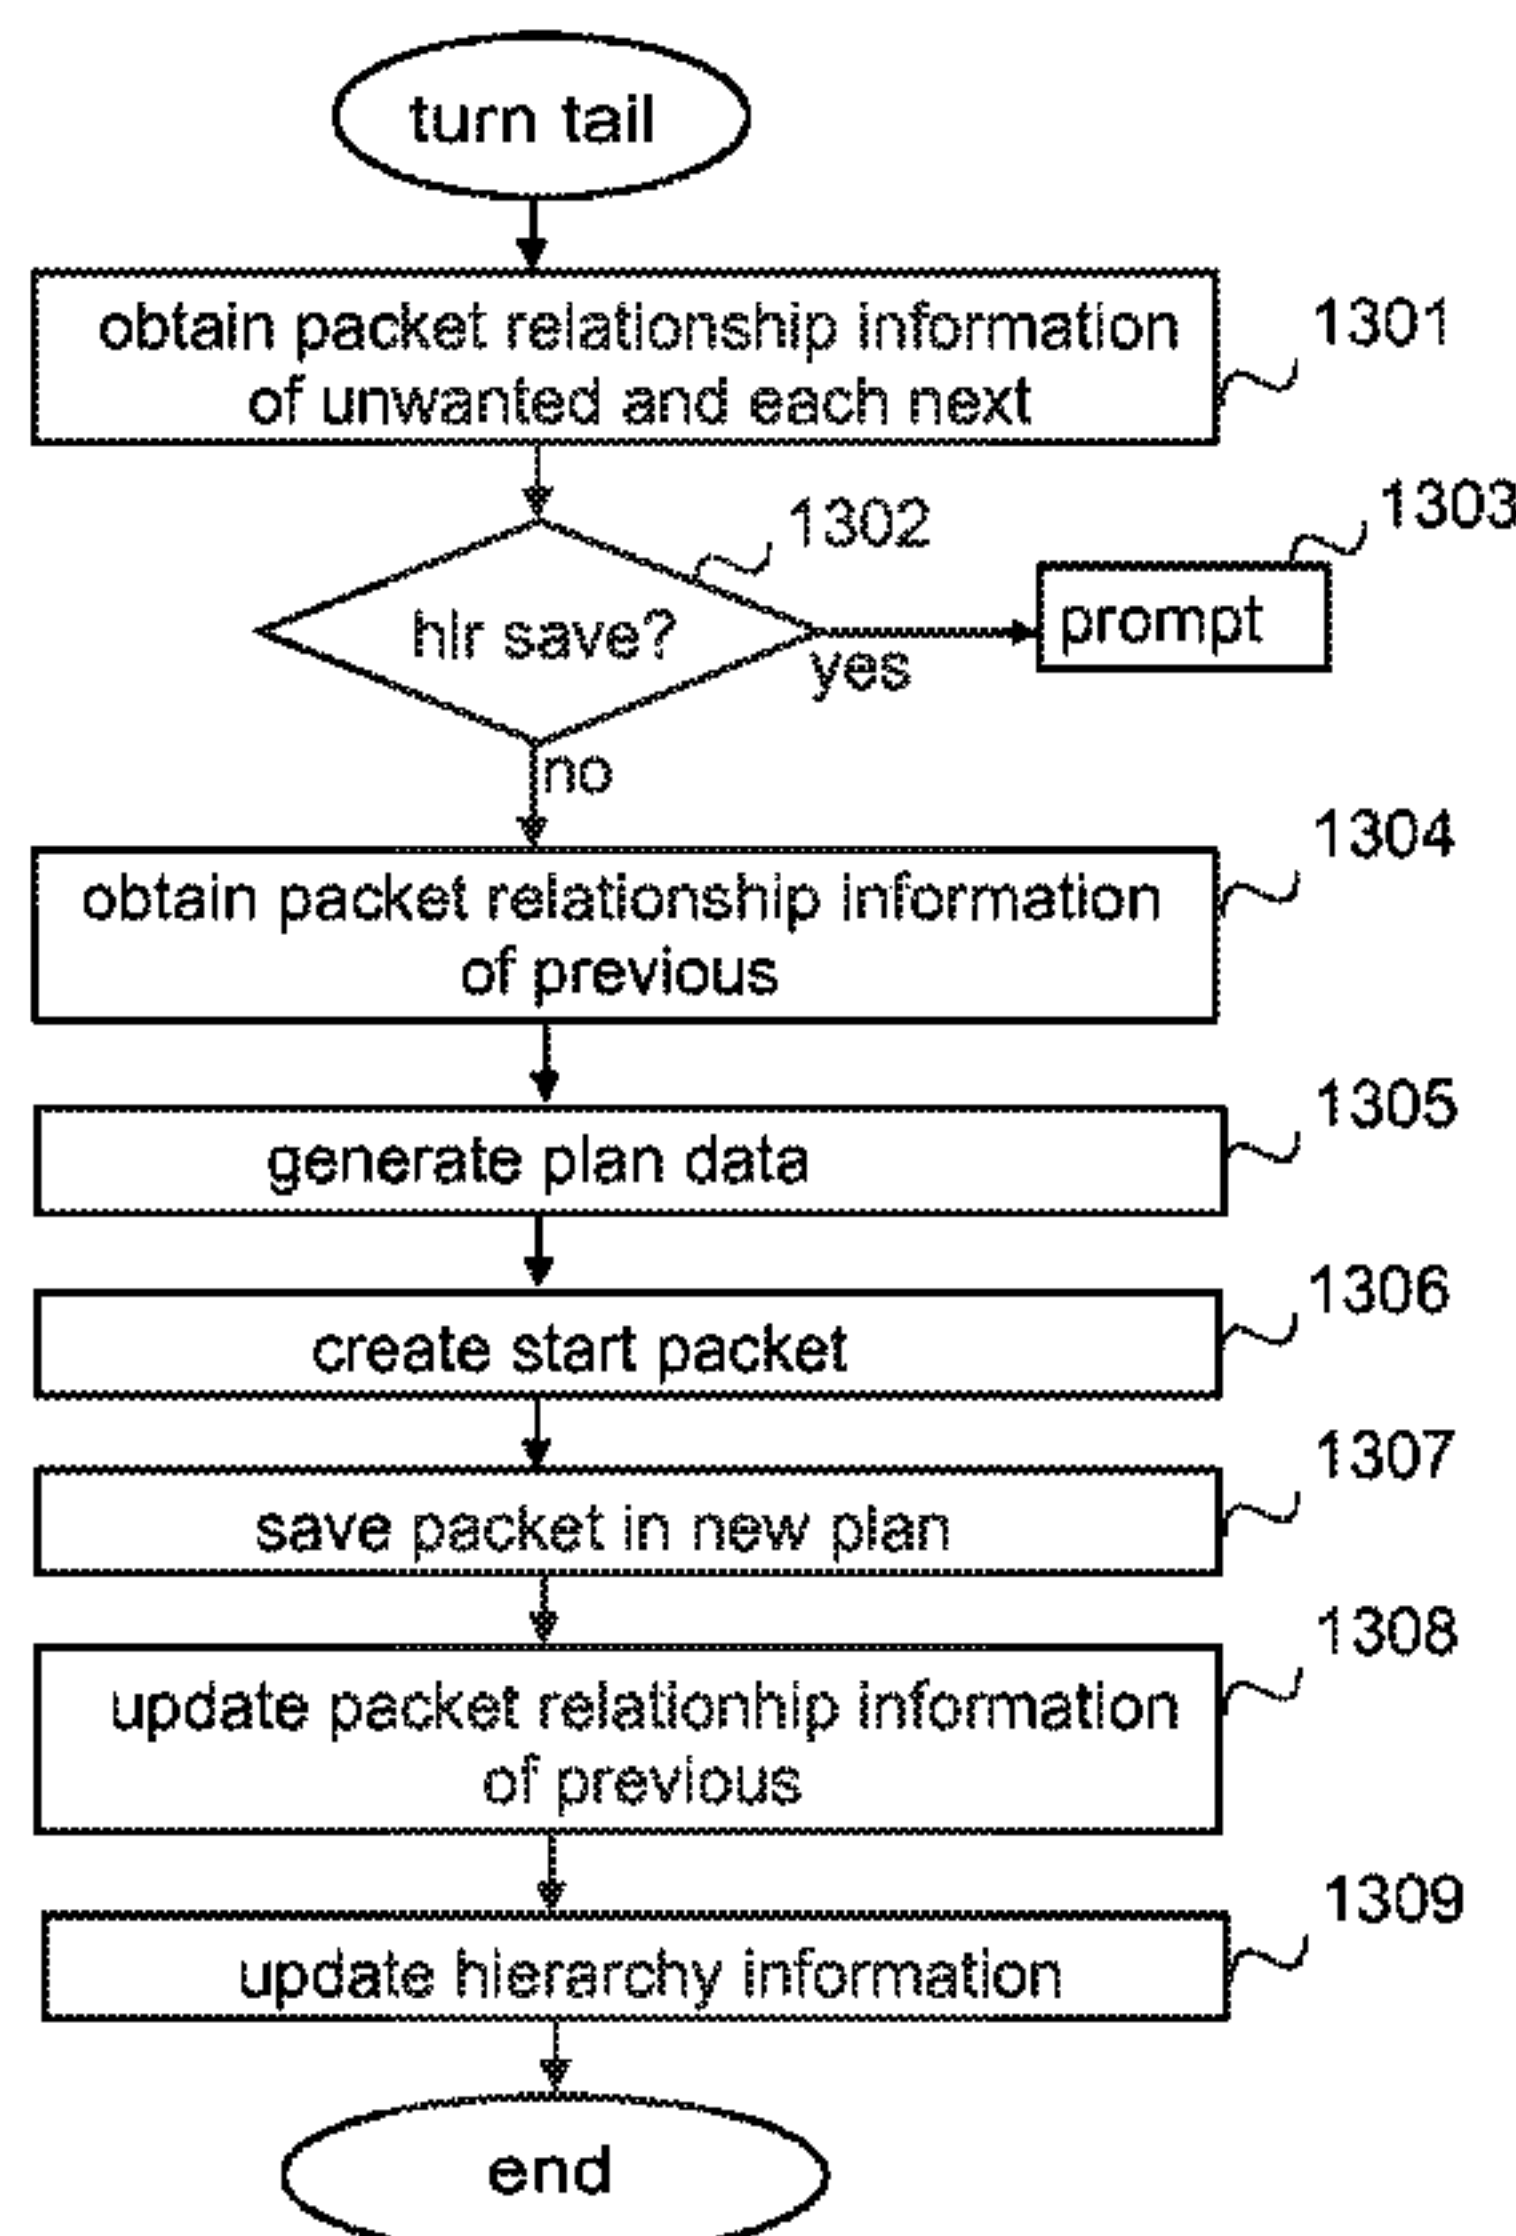 turn tail
obtain packet relationship information
of unwanted and each next
1301
1302
1303
hlr save?
yes
prompt
no
1304
obtain packet relationship information
of previous
1305
generate plan data
1306
create start packet
1307
save packet in new plan
1308
update packet relationhip information
of previous
1309
update hierarchy information
end